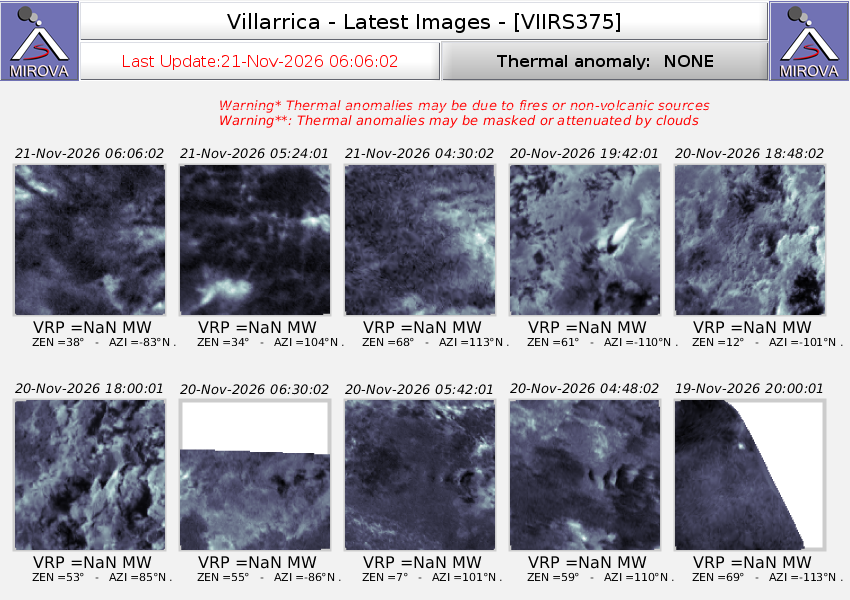 Villarrica - Latest Images - [VIIRS375]
MIROVA
Last Update:21-Nov-2026 06:06:02
Thermal anomaly:  NONE
MIROVA
Warning* Thermal anomalies may be due to fires or non-volcanic sources
Warning**: Thermal anomalies may be masked or attenuated by clouds
21-Nov-2026 06:06:02 21-Nov-2026 05:24:01 21-Nov-2026 04:30:02 20-Nov-2026 19:42:01 20-Nov-2026 18:48:02
VRP =NaN MW VRP =NaN MW VRP =NaN MW VRP =NaN MW VRP =NaN MW
ZEN =38° - AZI =-83°N . ZEN =34° - AZI =104°N . ZEN =68° - AZI =113°N . ZEN =61° - AZI =-110°N . ZEN =12° - AZI =-101°N .
20-Nov-2026 18:00:01 20-Nov-2026 06:30:02 20-Nov-2026 05:42:01 20-Nov-2026 04:48:02 19-Nov-2026 20:00:01
VRP =NaN MW VRP =NaN MW VRP =NaN MW VRP =NaN MW VRP =NaN MW
ZEN =53° - AZI =85°N . ZEN =55° - AZI =-86°N . ZEN =7° - AZI =101°N . ZEN =59° - AZI =110°N . ZEN =69° - AZI =-113°N .